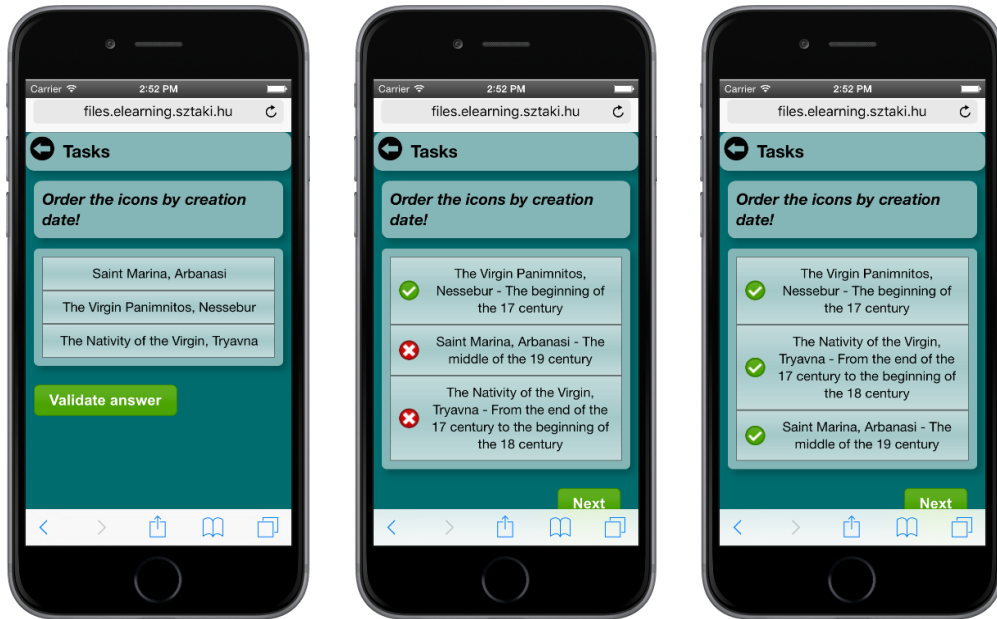 Carrier 2:52 PM
files.elearning.sztaki.hu
Tasks
Order the icons by creation
date!
Saint Marina, Arbanasi
The Virgin Panimnitos, Nessebur
The Nativity of the Virgin, Tryavna
Validate answer
Carrier 2:52 PM
files.elearning.sztaki.hu
Tasks
Order the icons by creation
date!
The Virgin Panimnitos,
Nessebur - The beginning of
the 17 century
Saint Marina, Arbanasi - The
middle of the 19 century
The Nativity of the Virgin,
Tryavna - From the end of the
17 century to the beginning of
the 18 century
Next
Carrier 2:52 PM
files.elearning.sztaki.hu
Tasks
Order the icons by creation
date!
The Virgin Panimnitos,
Nessebur - The beginning of
the 17 century
The Nativity of the Virgin,
Tryavna - From the end of the
17 century to the beginning of
the 18 century
Saint Marina, Arbanasi - The
middle of the 19 century
Next